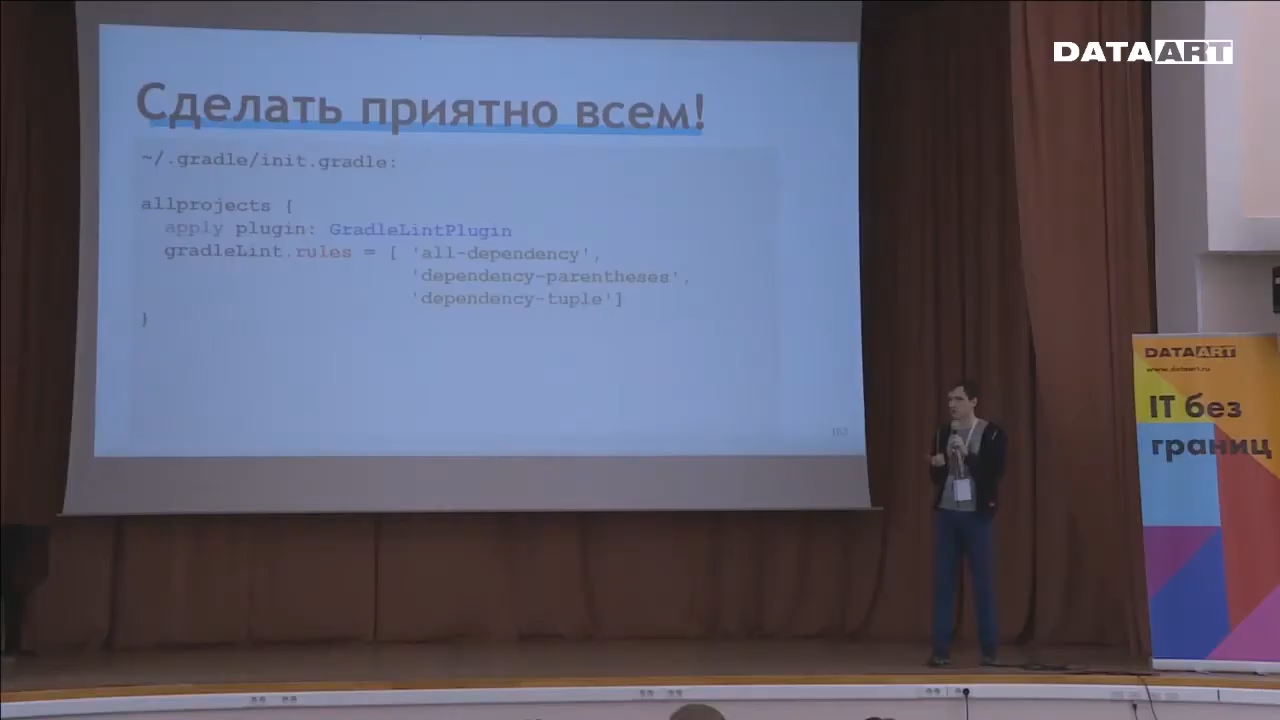 Сделать приятно всем!
~/.gradle/init.gradle:
allprojects {
apply plugin: GradleLintPlugin
gradleLint.rules = [ 'all-dependency',
'dependency-parentheses',
'dependency-tuple']
}
DATAART
DATAART
www.dataart.ru
IT без
границ